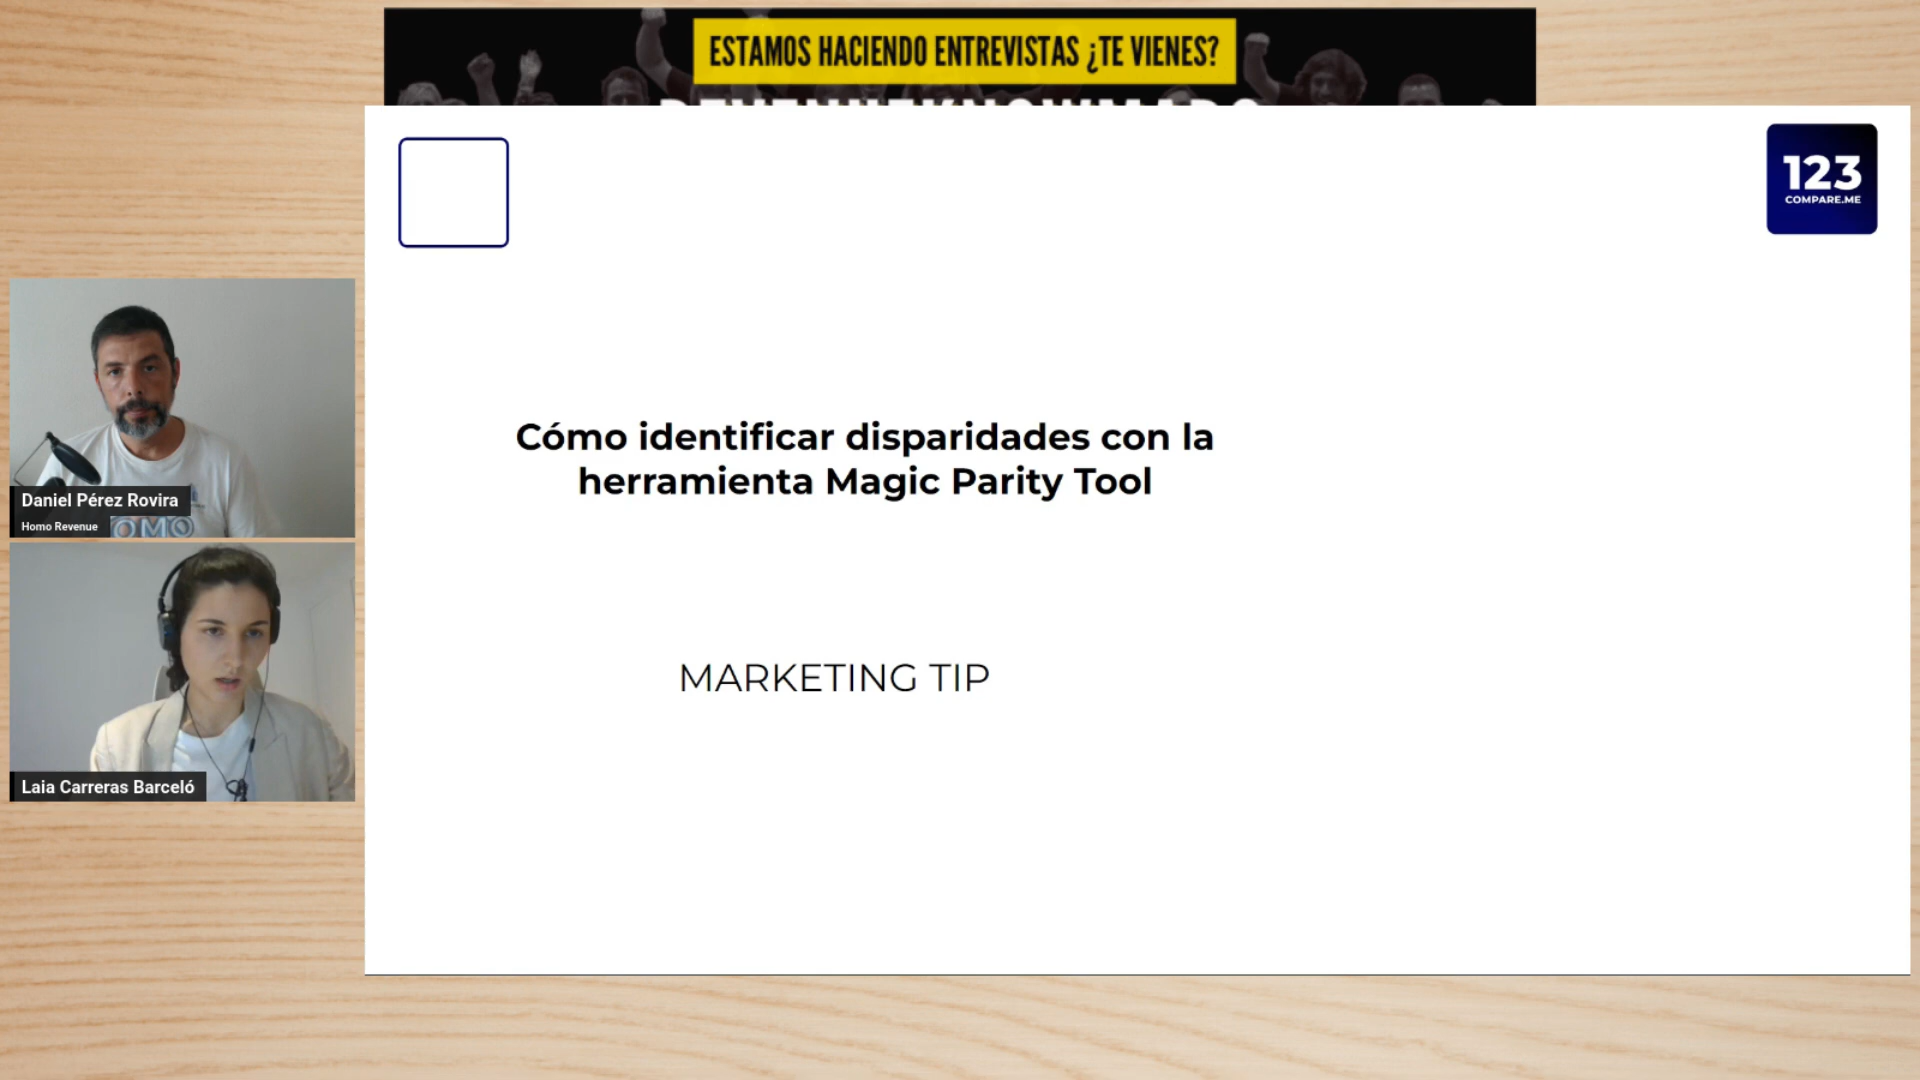 ESTAMOS HACIENDO ENTREVISTAS ¿TE VIENES?
123
COMPARE.ME
Cómo identificar disparidades con la
herramienta Magic Parity Tool
MARKETING TIP
Daniel Pérez Rovira
Homo Revenue
OMO
Laia Carreras Barceló